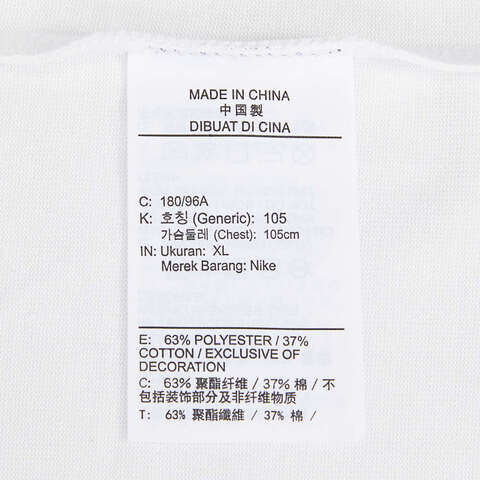 MADE IN CHINA
中国製
DIBUAT DI CINA
C: 180/96A
K: 호칭 (Generic): 105
가슴둘레 (Chest): 105cm
IN: Ukuran: XL
Merek Barang: Nike
E: 63% POLYESTER / 37%
COTTON / EXCLUSIVE OF
DECORATION
C: 63% 聚酯纤维 / 37% 棉 / 不
包括装饰部分及非纤维物质
T: 63% 聚酯纖維 / 37% 棉 /